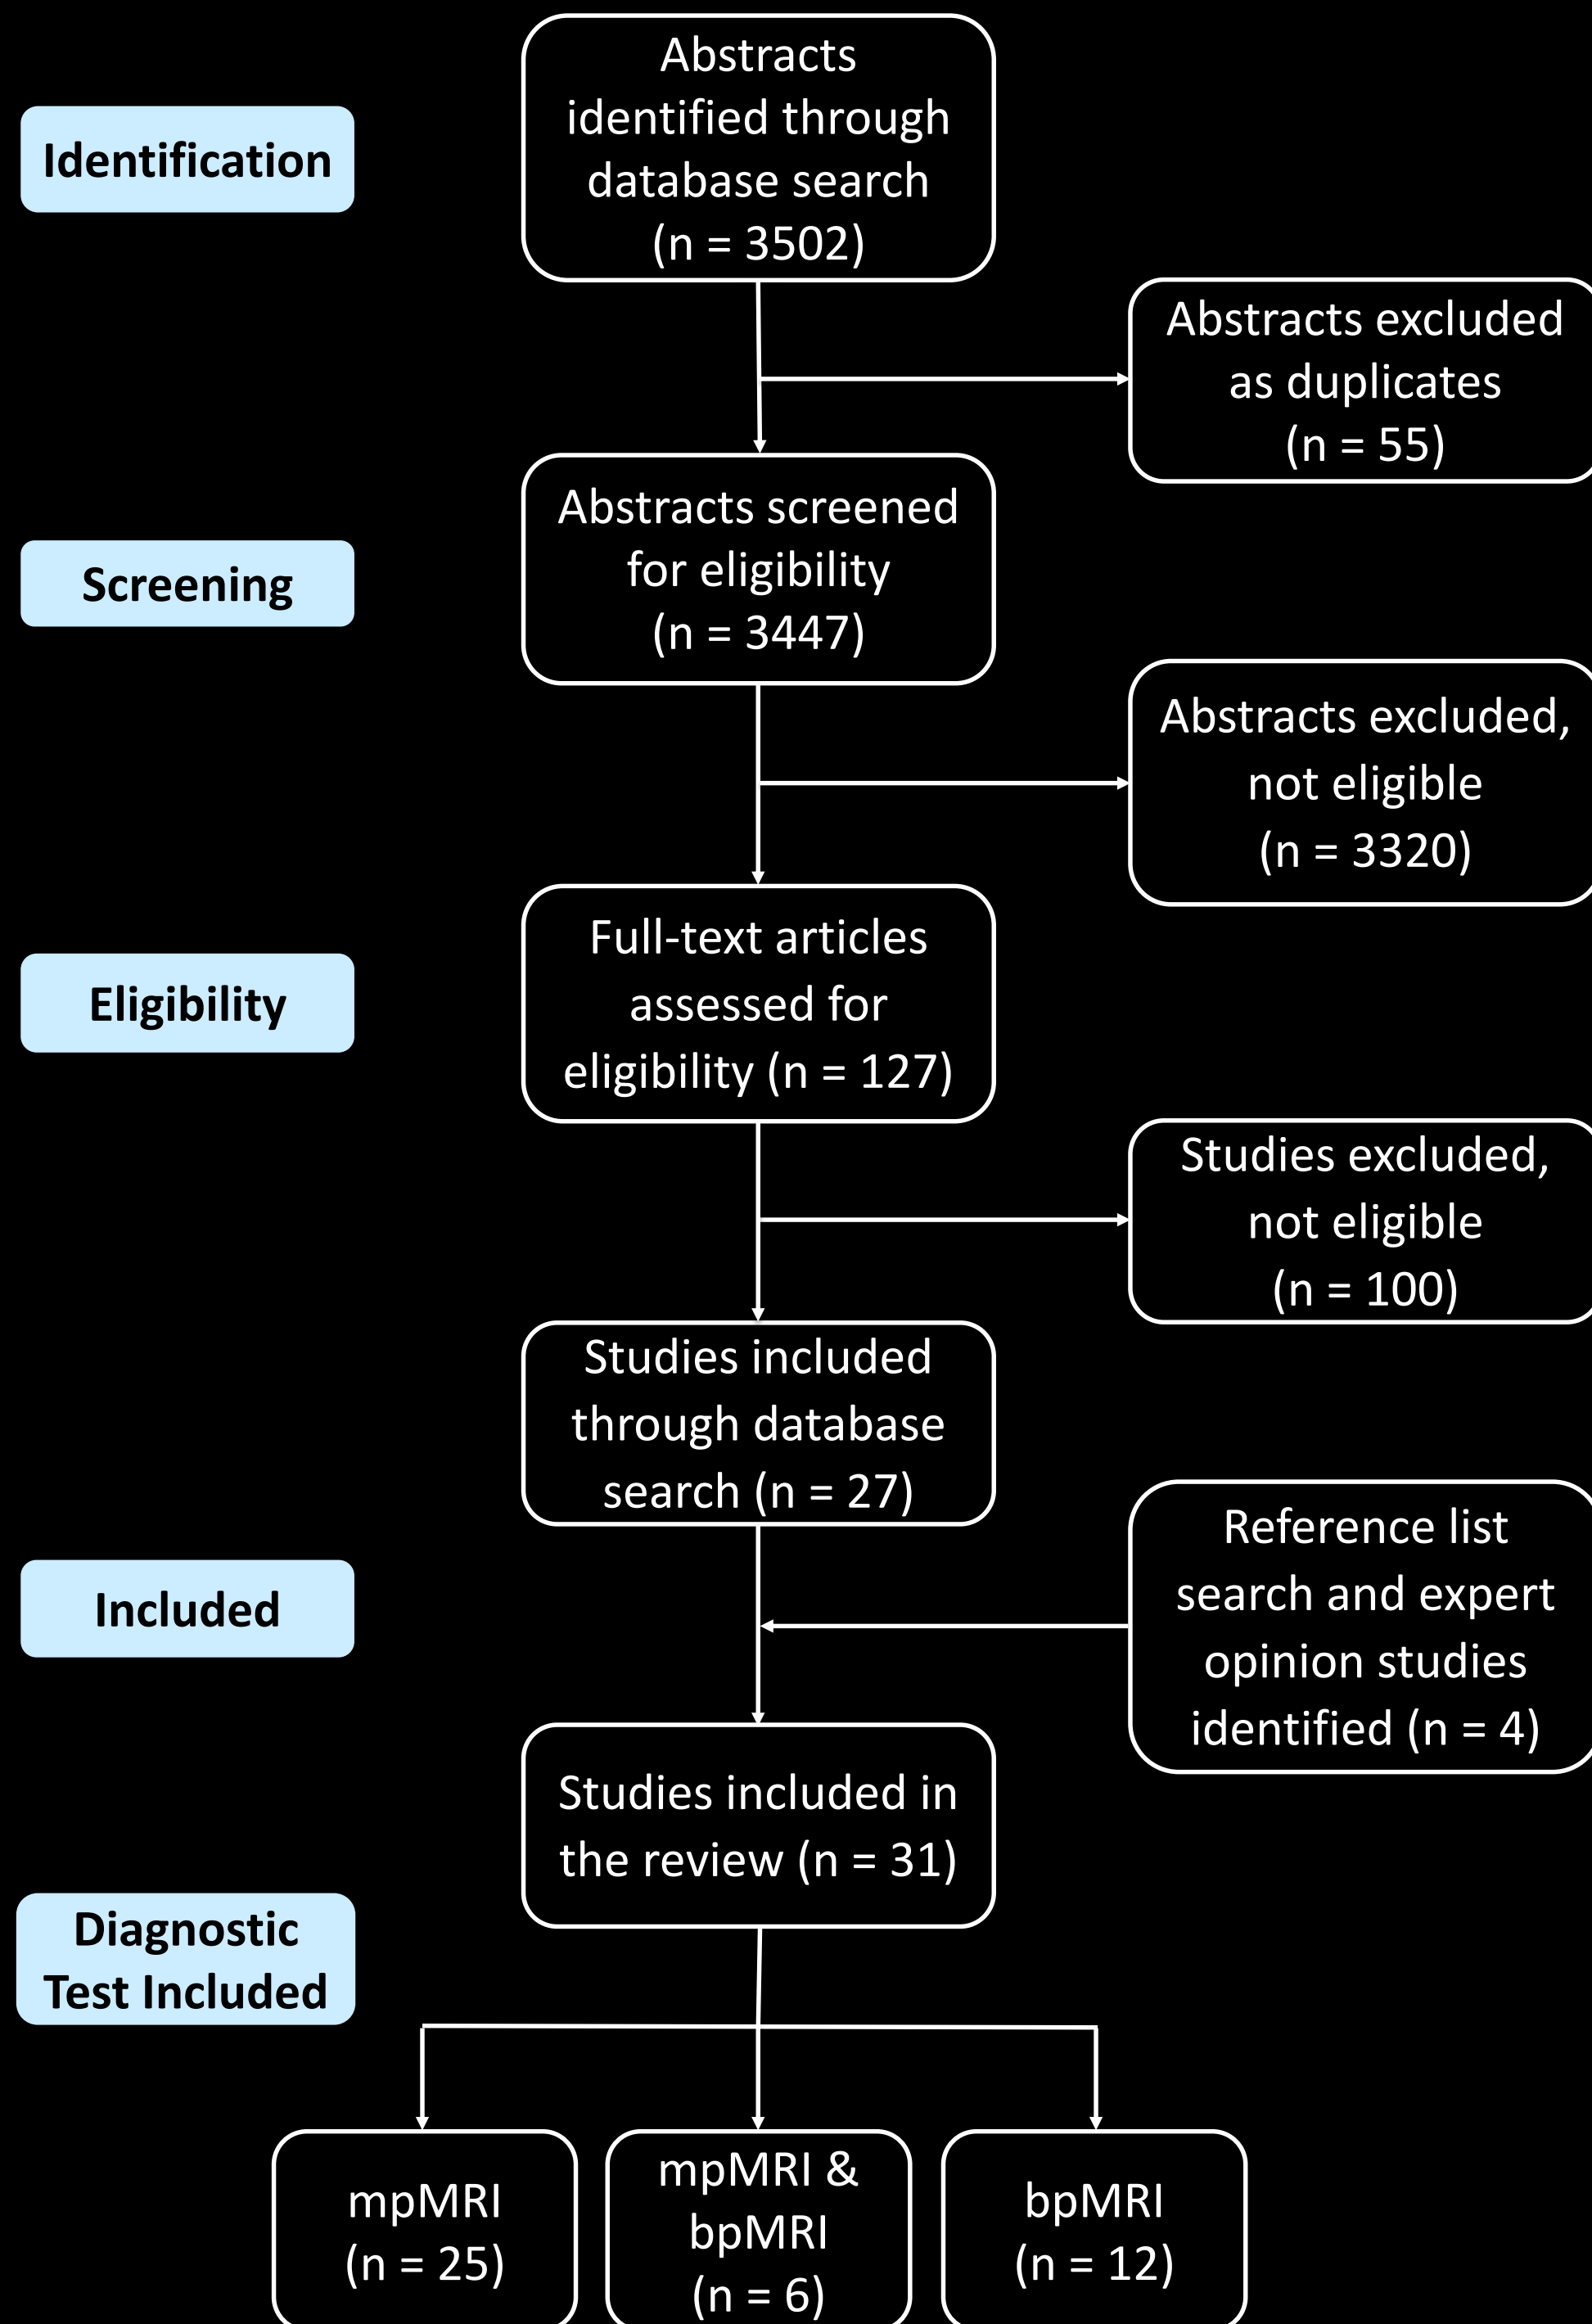 Identification
Abstracts
identified through
database search
(n = 3502)
Abstracts excluded
as duplicates
(n = 55)
Screening
Abstracts screened
for eligibility
(n = 3447)
Abstracts excluded,
not eligible
(n = 3320)
Eligibility
Full-text articles
assessed for
eligibility (n = 127)
Studies excluded,
not eligible
(n = 100)
Studies included
through database
search (n = 27)
Included
Reference list
search and expert
opinion studies
identified (n = 4)
Studies included in
the review (n = 31)
Diagnostic
Test Included
mpMRI
(n = 25)
mpMRI &
bpMRI
(n = 6)
bpMRI
(n = 12)